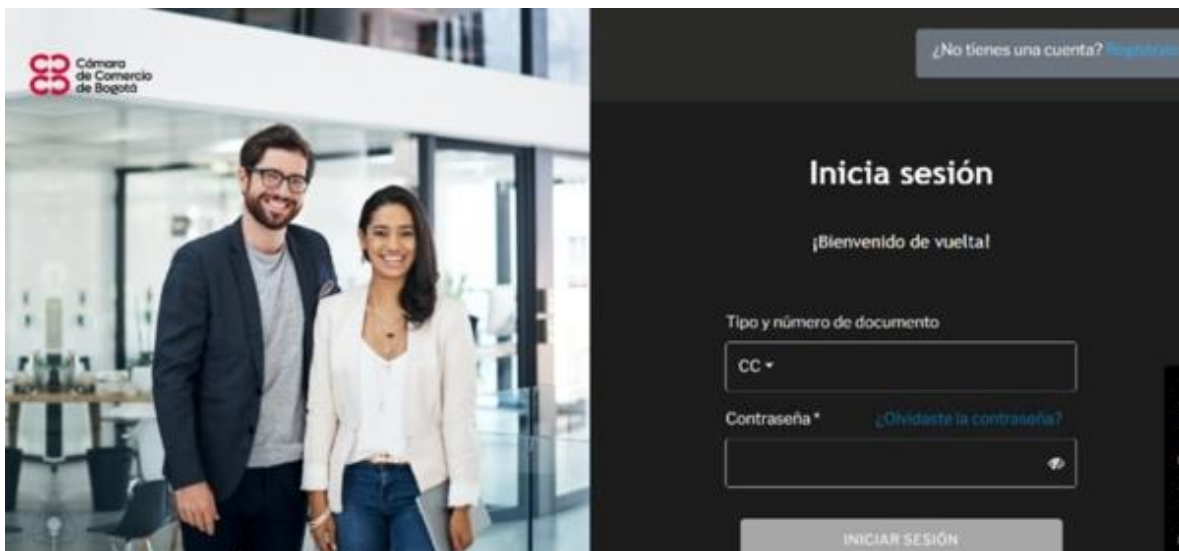 Cámara
de Comercio
de Bogotá
¿No tienes una cuenta? Regístrate
Inicia sesión
¡Bienvenido de vuelta!
Tipo y número de documento
CC
Contraseña *
¿Olvidaste la contraseña?
INICIAR SESIÓN